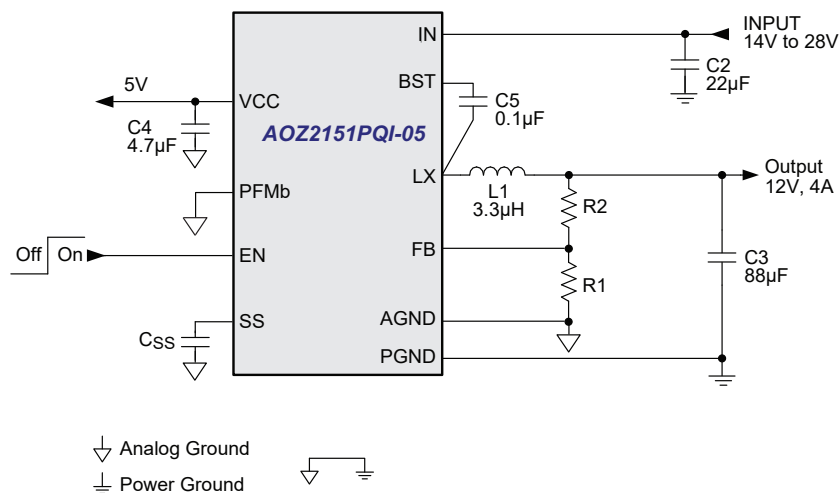 IN
INPUT
14V to 28V
C2
22µF
BST
C5
0.1µF
5V
VCC
C4
4.7µF
AOZ2151PQI-05
LX
L1
3.3µH
Output
12V, 4A
PFMb
R2
Off On
EN
FB
C3
88µF
R1
SS
CSS
AGND
PGND
Analog Ground
Power Ground